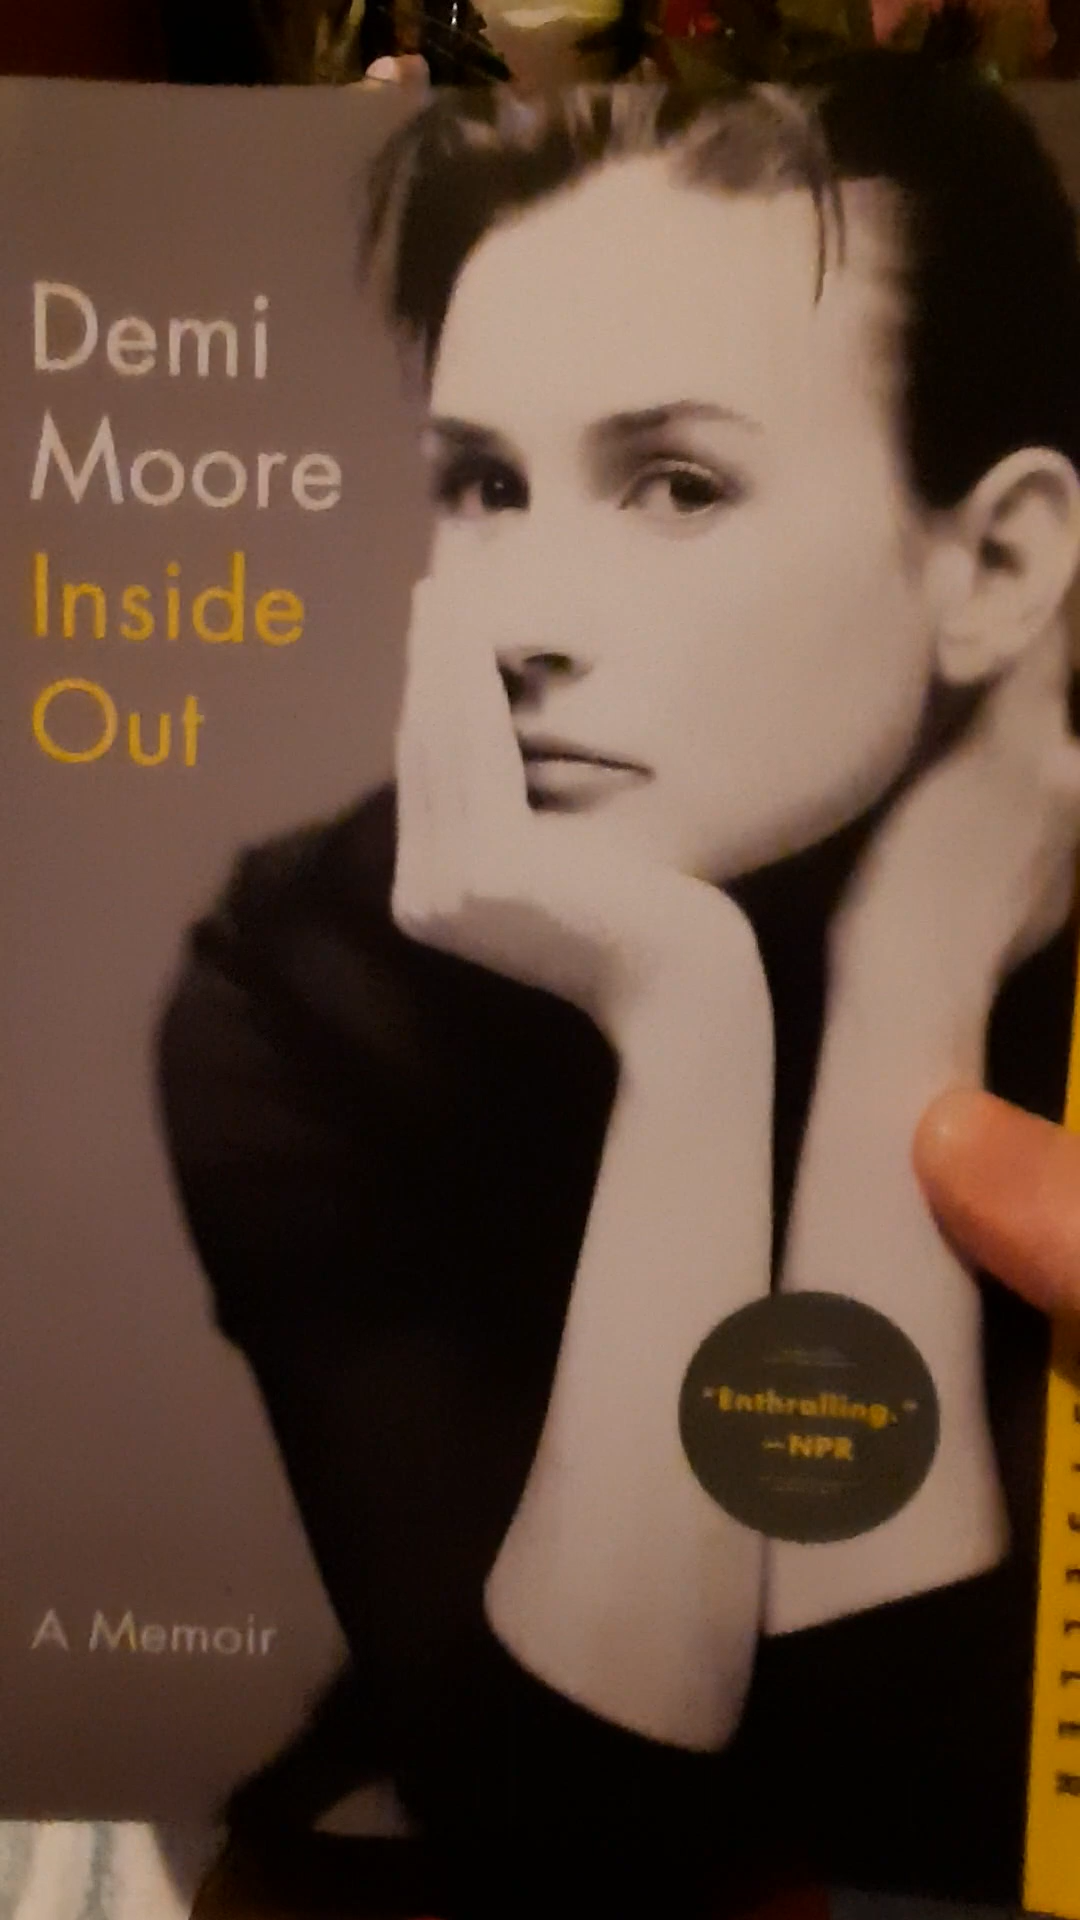 Demi
Moore
Inside
Out
"Enthralling."
—NPR
A Memoir